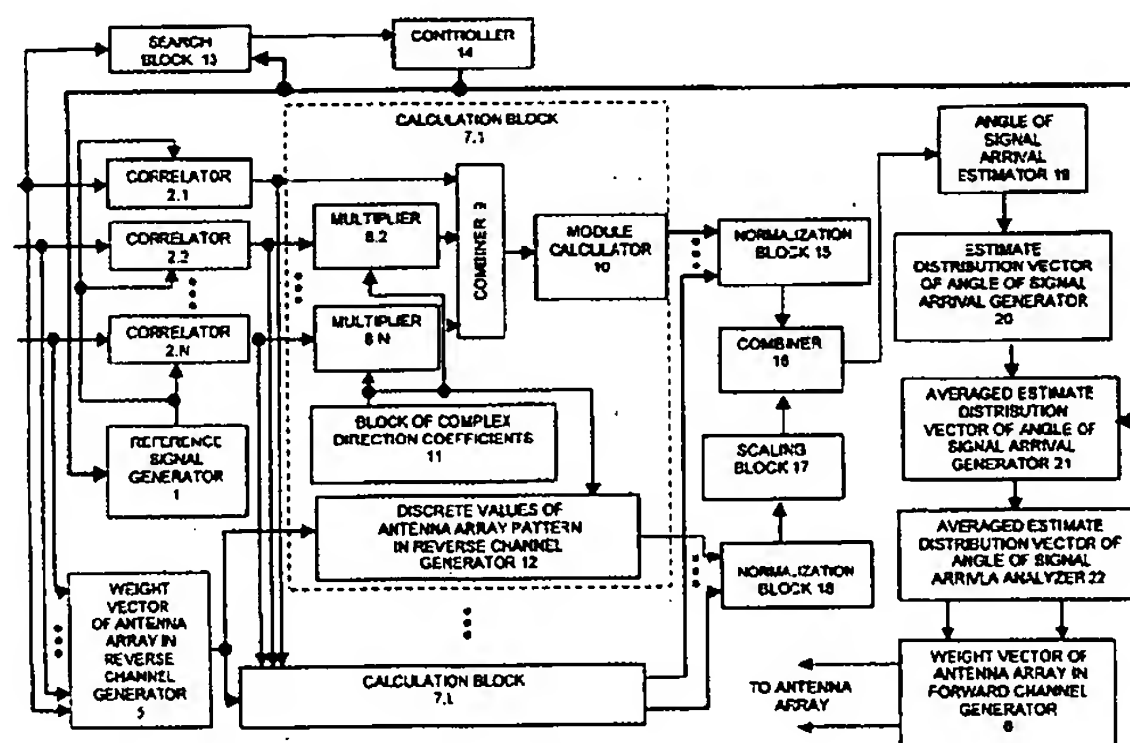 SEARCH
BLOCK 13
CONTROLLER
14
CALCULATION BLOCK
7.1
ANGLE OF
SIGNAL
ARRIVAL
ESTIMATOR 19
CORRELATOR
2.1
CORRELATOR
2.2
CORRELATOR
2.N
MULTIPLIER
8.2
MULTIPLIER
8.N
COMBINER 9
MODULE
CALCULATOR
10
NORMALIZATION
BLOCK 15
ESTIMATE
DISTRIBUTION VECTOR
OF ANGLE OF SIGNAL
ARRIVAL GENERATOR
20
COMBINER
16
REFERENCE
SIGNAL
GENERATOR
1
BLOCK OF COMPLEX
DIRECTION COEFFICIENTS
11
SCALING
BLOCK 17
AVERAGED ESTIMATE
DISTRIBUTION
VECTOR OF ANGLE OF
SIGNAL ARRIVAL
GENERATOR 21
DISCRETE VALUES OF
ANTENNA ARRAY PATTERN
IN REVERSE CHANNEL
GENERATOR 12
NORMALIZATION
BLOCK 18
AVERAGED ESTIMATE
DISTRIBUTION VECTOR OF
ANGLE OF SIGNAL
ARRIVLA ANALYZER 22
WEIGHT
VECTOR
OF ANTENNA
ARRAY IN
REVERSE
CHANNEL
GENERATOR
5
CALCULATION BLOCK
7.L
TO ANTENNA
ARRAY
WEIGHT VECTOR OF
ANTENNA ARRAY IN
FORWARD CHANNEL
GENERATOR
6